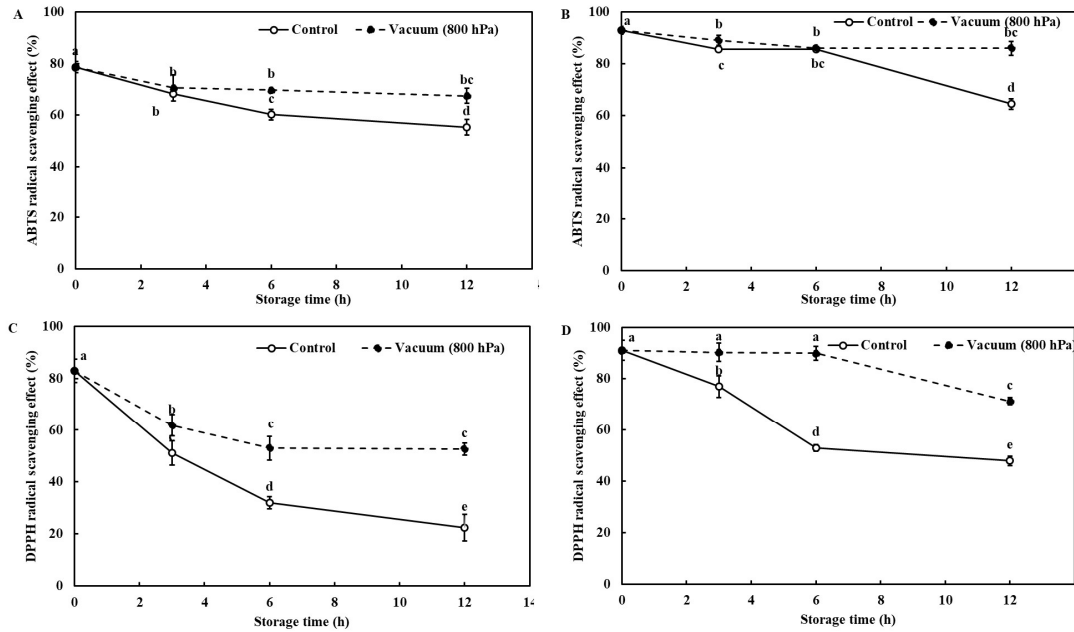 A
100
Control
Vacuum (800 hPa)
a
b
b
bc
80
60
b
c
d
40
20
0
0 2 4 6 8 10 12
Storage time (h)
ABTS radical scavenging effect (%)
B
100
Control
Vacuum (800 hPa)
a
b
b
bc
80
c
bc
d
60
40
20
0
0 2 4 6 8 10 12
Storage time (h)
ABTS radical scavenging effect (%)
C
100
Control
Vacuum (800 hPa)
a
80
b
c
c
60
40
d
e
20
0
0 2 4 6 8 10 12 14
Storage time (h)
DPPH radical scavenging effect (%)
D
100
Control
Vacuum (800 hPa)
a
a
a
80
b
c
60
d
e
40
20
0
0 2 4 6 8 10 12
Storage time (h)
DPPH radical scavenging effect (%)